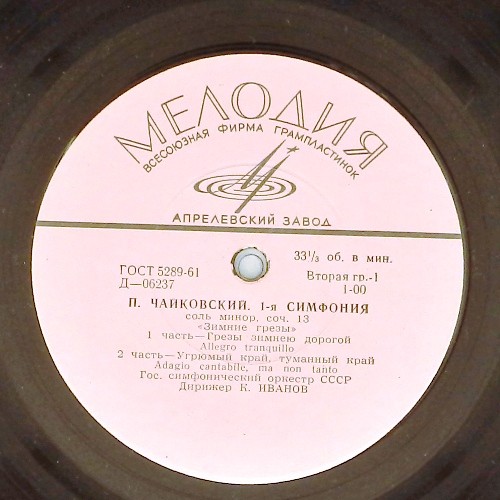 МЕЛОДИЯ
ВСЕСОЮЗНАЯ ФИРМА ГРАМПЛАСТИНОК
АПРЕЛЕВСКИЙ ЗАВОД
33⅓ об. в мин.
ГОСТ 5289-61
Вторая гр.-1
Д—06237
1-00
П. ЧАЙКОВСКИЙ. 1-я СИМФОНИЯ
соль минор, соч. 13
«Зимние грезы»
1 часть—Грезы зимнею дорогой
Allegro tranquillo
2 часть—Угрюмый край, туманный край
Adagio cantabile, ma non tanto
Гос. симфонический оркестр СССР
Дирижер К. ИВАНОВ